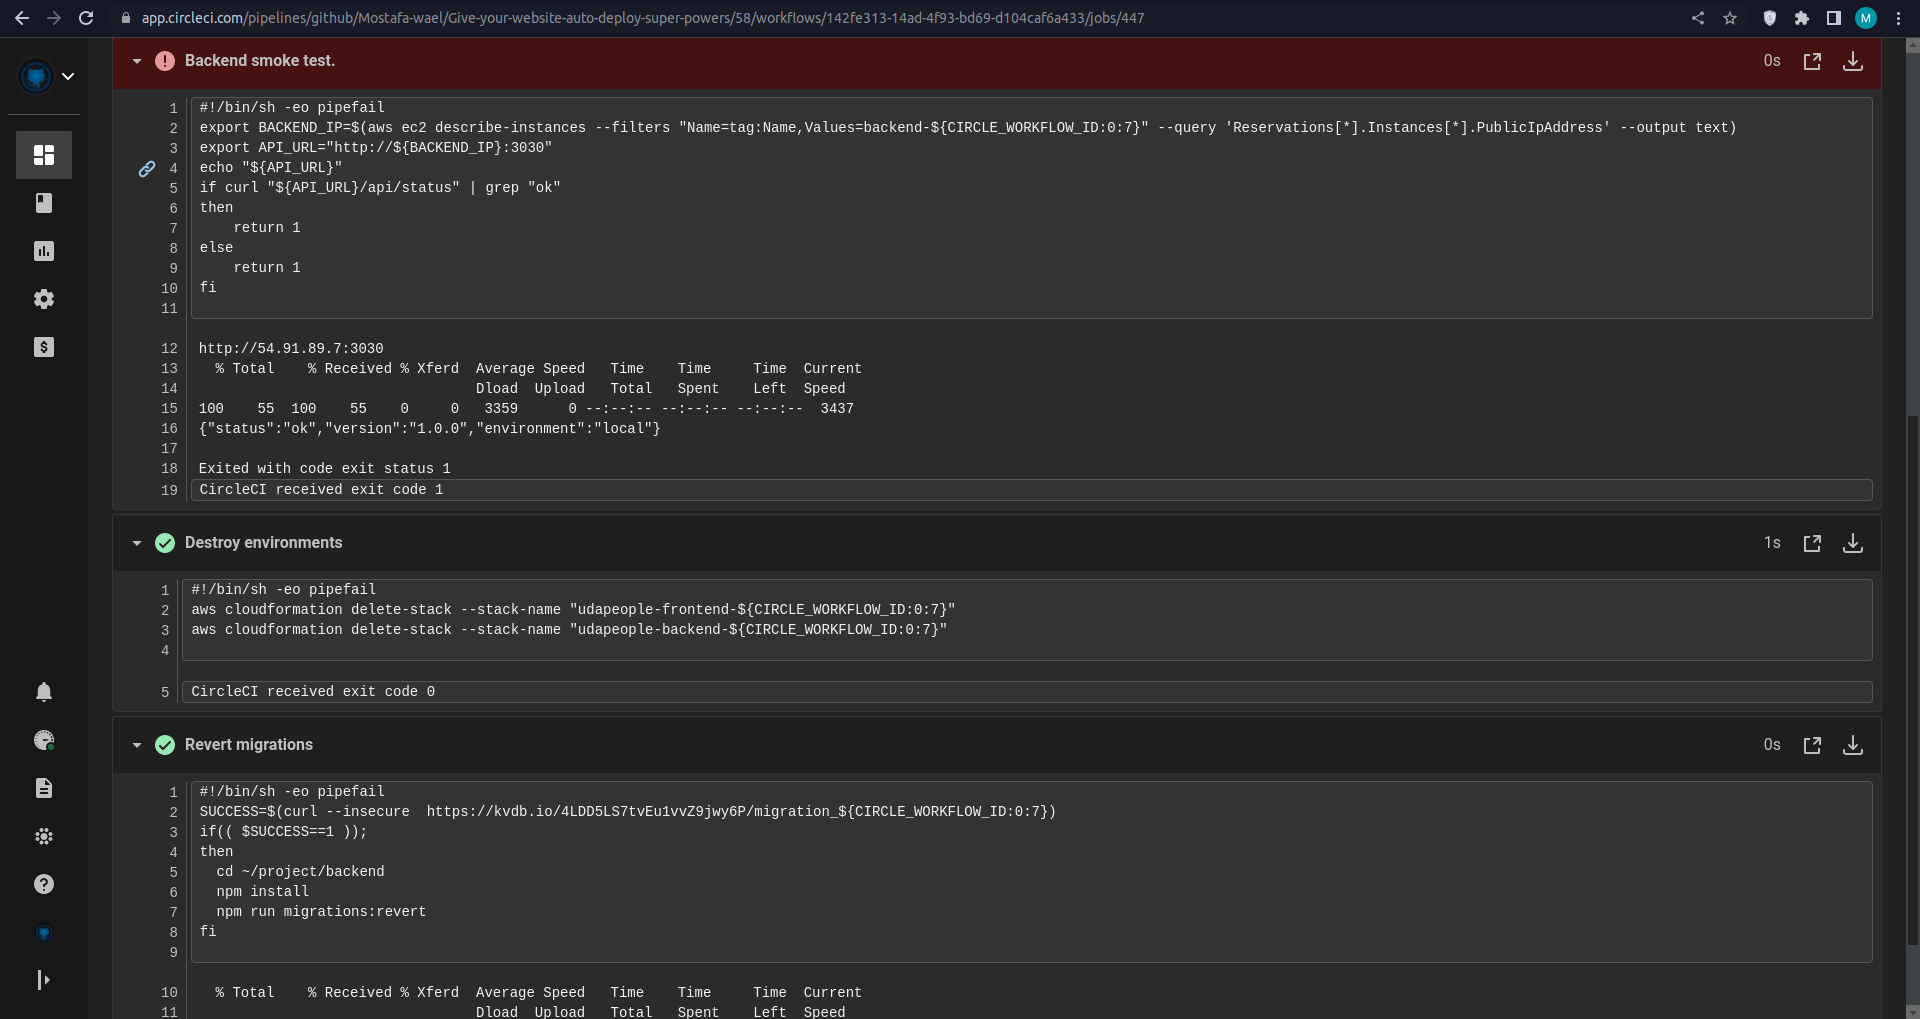 app.circleci.com/pipelines/github/Mostafa-wael/Give-your-website-auto-deploy-super-powers/58/workflows/142fe313-14ad-4f93-bd69-d104caf6a433/jobs/447
M
Backend smoke test.
0s
1 #!/bin/sh -eo pipefail
2 export BACKEND_IP=$(aws ec2 describe-instances --filters "Name=tag:Name,Values=backend-${CIRCLE_WORKFLOW_ID:0:7}" --query 'Reservations[*].Instances[*].PublicIpAddress' --output text)
3 export API_URL="http://${BACKEND_IP}:3030"
4 echo "${API_URL}"
5 if curl "${API_URL}/api/status" | grep "ok"
6 then
7     return 1
8 else
9     return 1
10 fi
11
12 http://54.91.89.7:3030
13   % Total    % Received % Xferd  Average Speed   Time    Time     Time  Current
14                                  Dload  Upload   Total   Spent    Left  Speed
15 100    55  100    55    0     0   3359      0 --:--:-- --:--:-- --:--:--  3437
16 {"status":"ok","version":"1.0.0","environment":"local"}
17
18 Exited with code exit status 1
19 CircleCI received exit code 1
Destroy environments
1s
1 #!/bin/sh -eo pipefail
2 aws cloudformation delete-stack --stack-name "udapeople-frontend-${CIRCLE_WORKFLOW_ID:0:7}"
3 aws cloudformation delete-stack --stack-name "udapeople-backend-${CIRCLE_WORKFLOW_ID:0:7}"
4
5 CircleCI received exit code 0
Revert migrations
0s
1 #!/bin/sh -eo pipefail
2 SUCCESS=$(curl --insecure  https://kvdb.io/4LDD5LS7tvEu1vvZ9jwy6P/migration_${CIRCLE_WORKFLOW_ID:0:7})
3 if(( $SUCCESS==1 ));
4 then
5   cd ~/project/backend
6   npm install
7   npm run migrations:revert
8 fi
9
10   % Total    % Received % Xferd  Average Speed   Time    Time     Time  Current
11                                  Dload  Upload   Total   Spent    Left  Speed